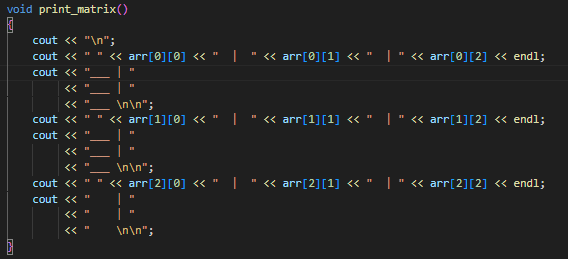 void print_matrix()
{
    cout << "\n";
    cout << " " << arr[0][0] << "  |  " << arr[0][1] << "  | " << arr[0][2] << endl;
    cout << "___ | "
         << "___ | "
         << "___ \n\n";
    cout << " " << arr[1][0] << "  |  " << arr[1][1] << "  | " << arr[1][2] << endl;
    cout << "___ | "
         << "___ | "
         << "___ \n\n";
    cout << " " << arr[2][0] << "  |  " << arr[2][1] << "  | " << arr[2][2] << endl;
    cout << "    | "
         << "    | "
         << "    \n\n";
}